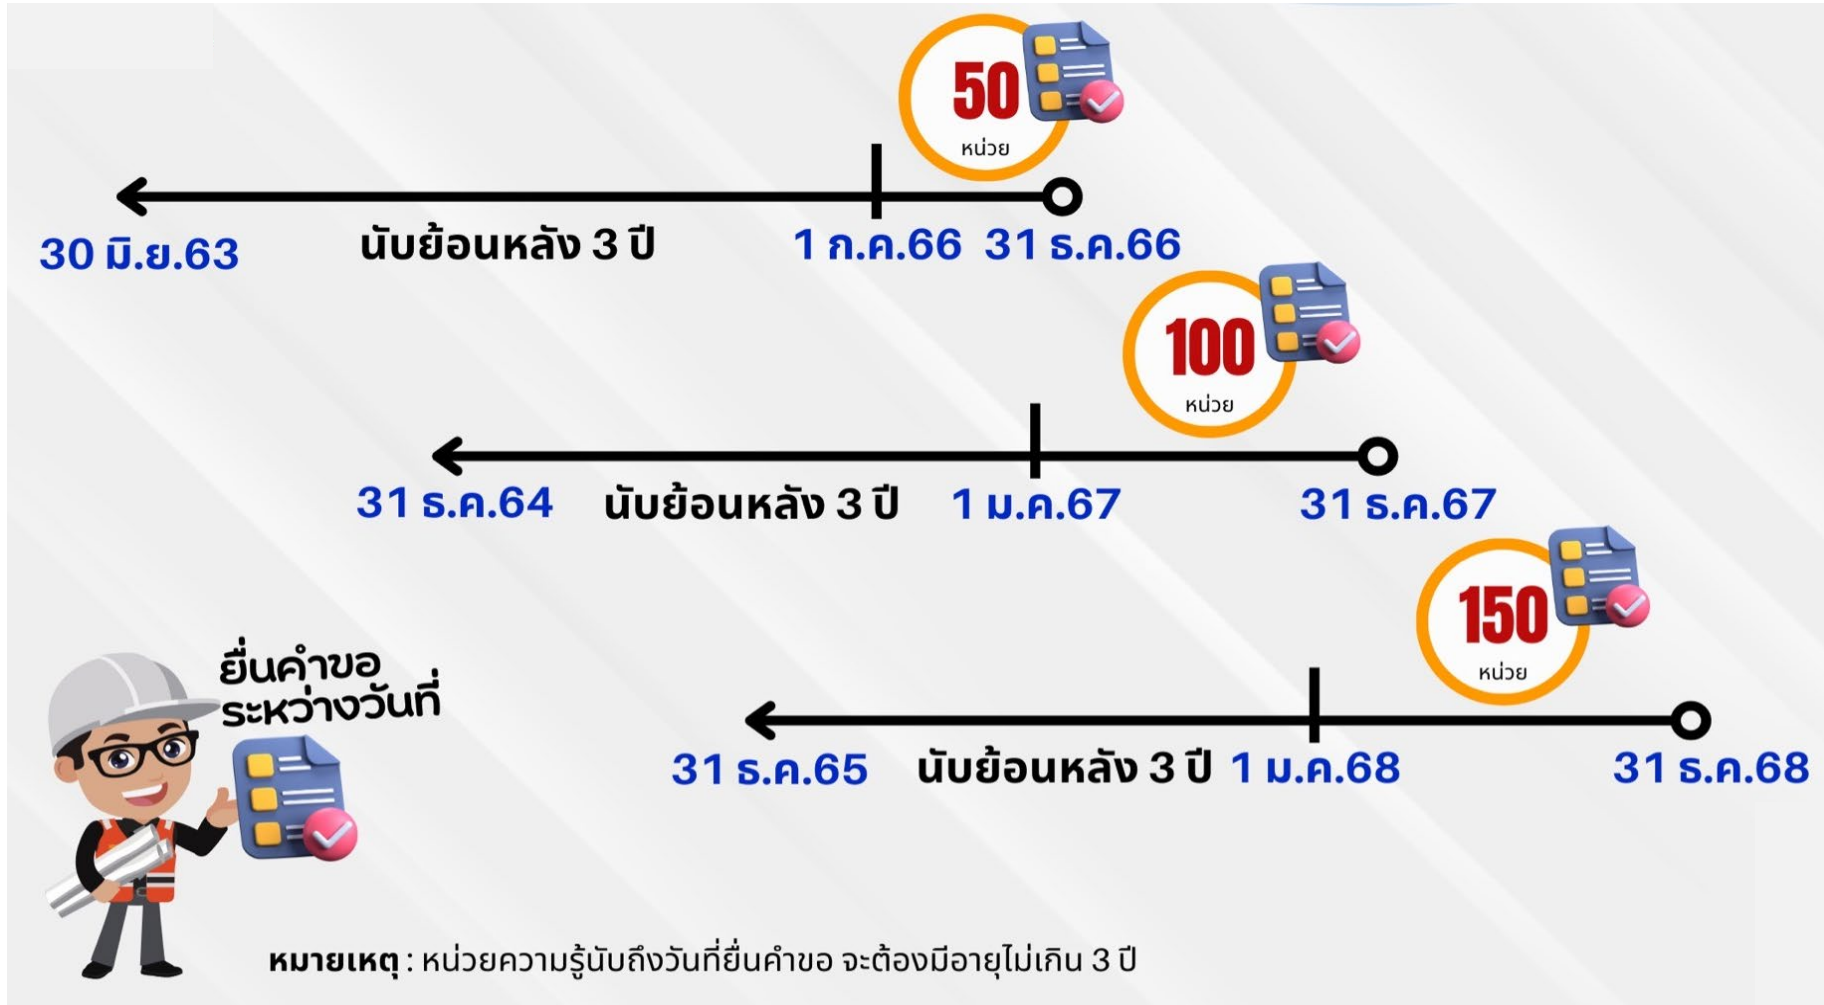 50
หน่วย
30 มิ.ย.63 นับย้อนหลัง 3 ปี 1 ก.ค.66 31 ธ.ค.66
100
หน่วย
31 ธ.ค.64 นับย้อนหลัง 3 ปี 1 ม.ค.67 31 ธ.ค.67
150
หน่วย
ยื่นคำขอ
ระหว่างวันที่
31 ธ.ค.65 นับย้อนหลัง 3 ปี 1 ม.ค.68 31 ธ.ค.68
หมายเหตุ : หน่วยความรู้นับถึงวันที่ยื่นคำขอ จะต้องมีอายุไม่เกิน 3 ปี